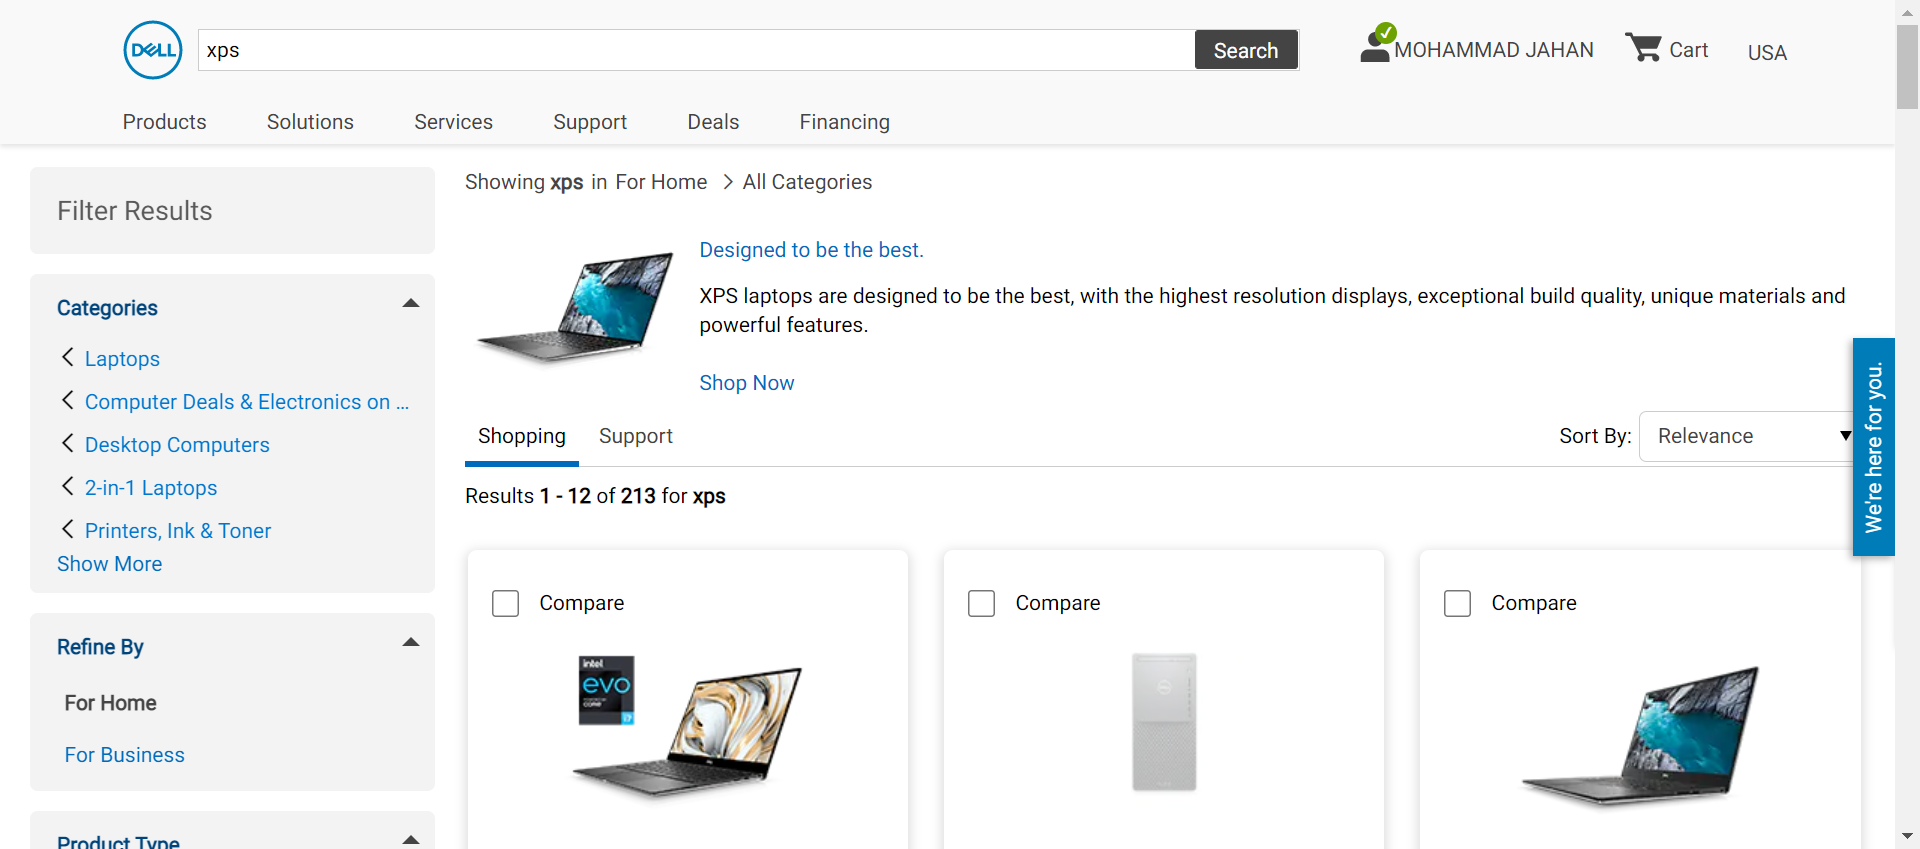 DELL
xps
Search
MOHAMMAD JAHAN
Cart
USA
Products
Solutions
Services
Support
Deals
Financing
Filter Results
Categories
Laptops
Computer Deals & Electronics on ...
Desktop Computers
2-in-1 Laptops
Printers, Ink & Toner
Show More
Refine By
For Home
For Business
Product Type
Showing xps in For Home > All Categories
Designed to be the best.
XPS laptops are designed to be the best, with the highest resolution displays, exceptional build quality, unique materials and
powerful features.
Shop Now
Shopping
Support
Sort By:
Relevance
We're here for you.
Results 1 - 12 of 213 for xps
Compare
intel
evo
core
i7
Compare
Compare